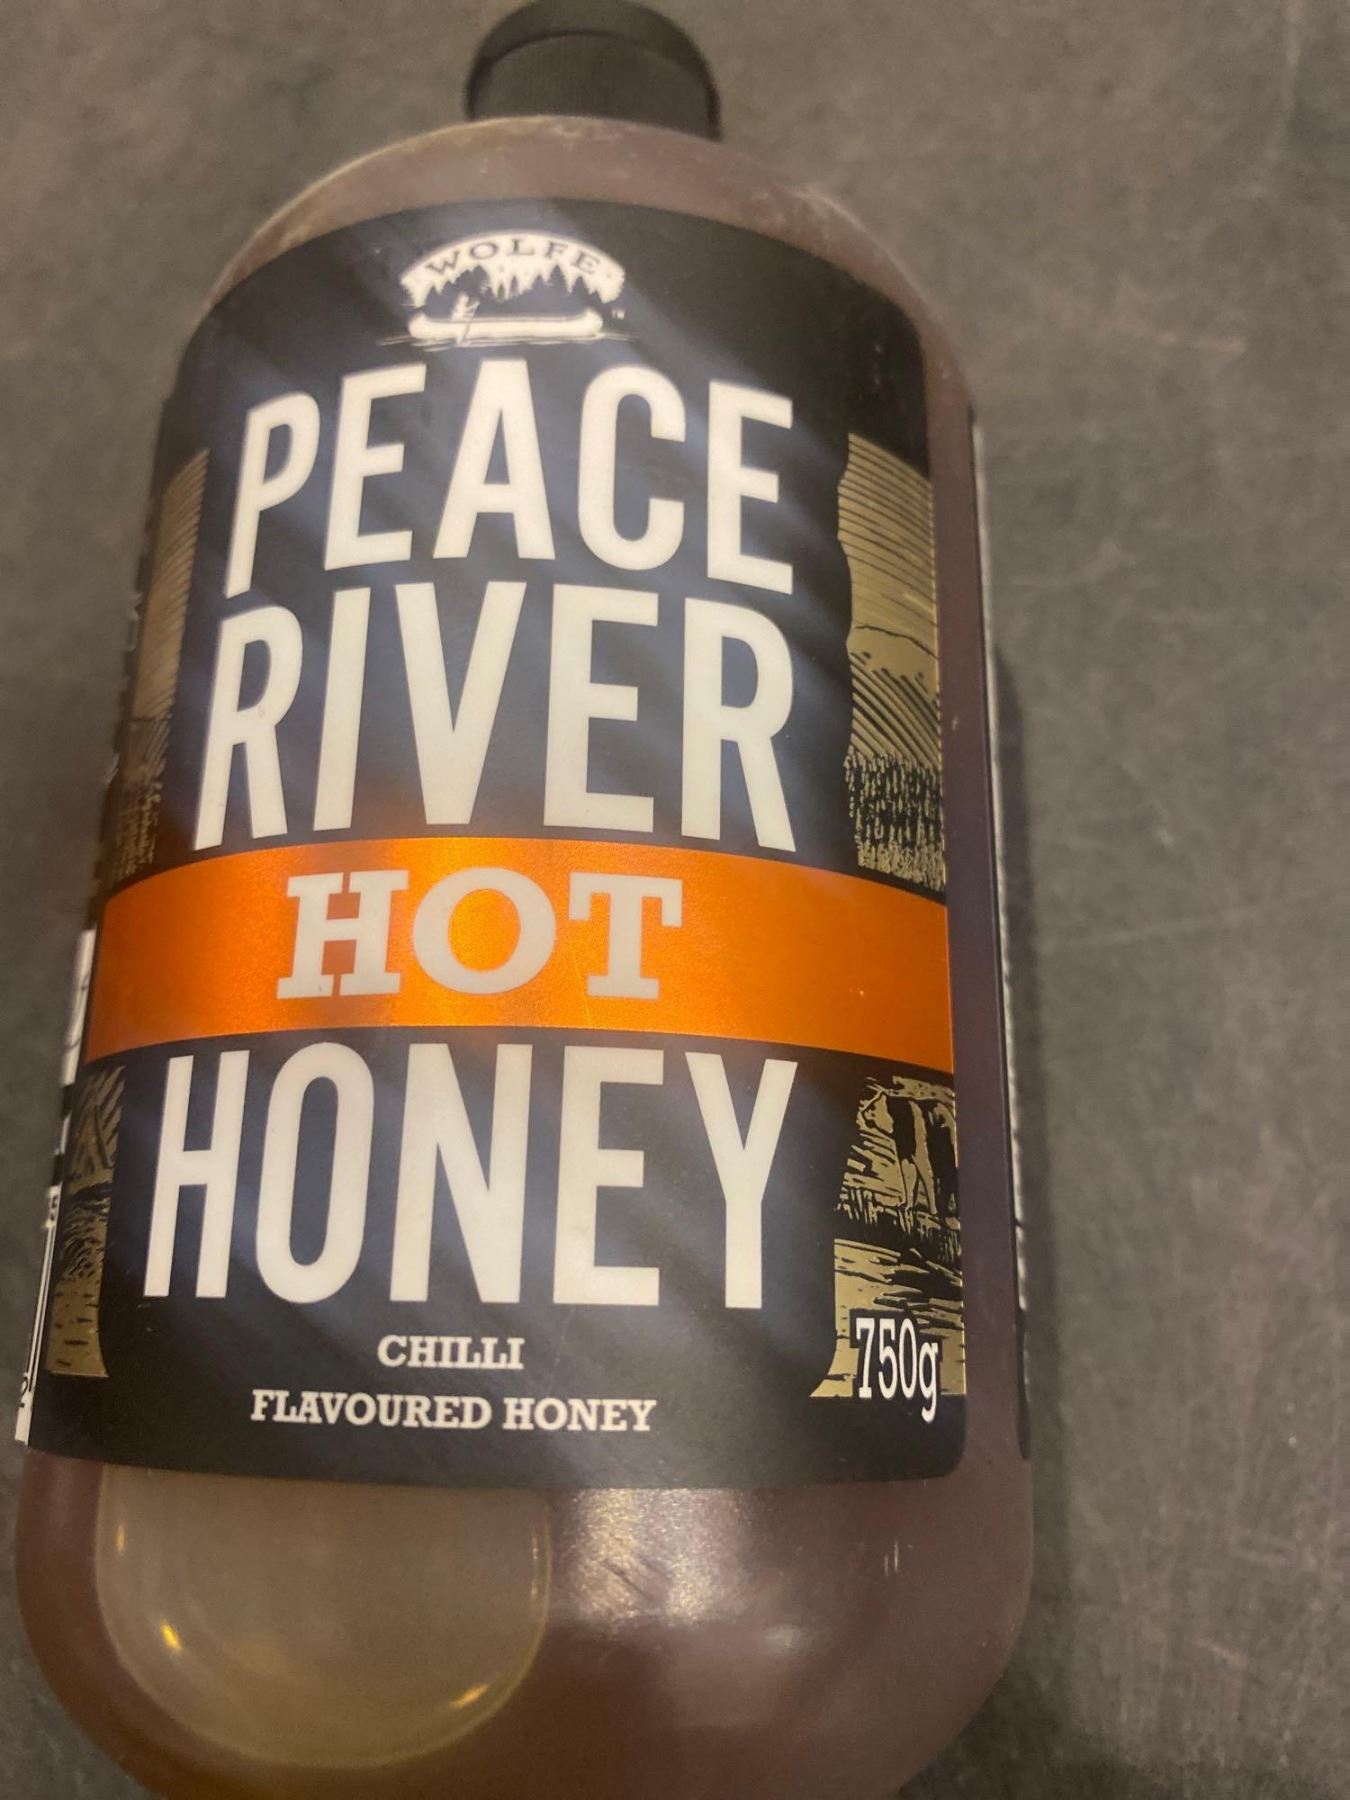 WOLFE
PEACE
RIVER
HOT
HONEY
CHILLI
FLAVOURED HONEY
750g